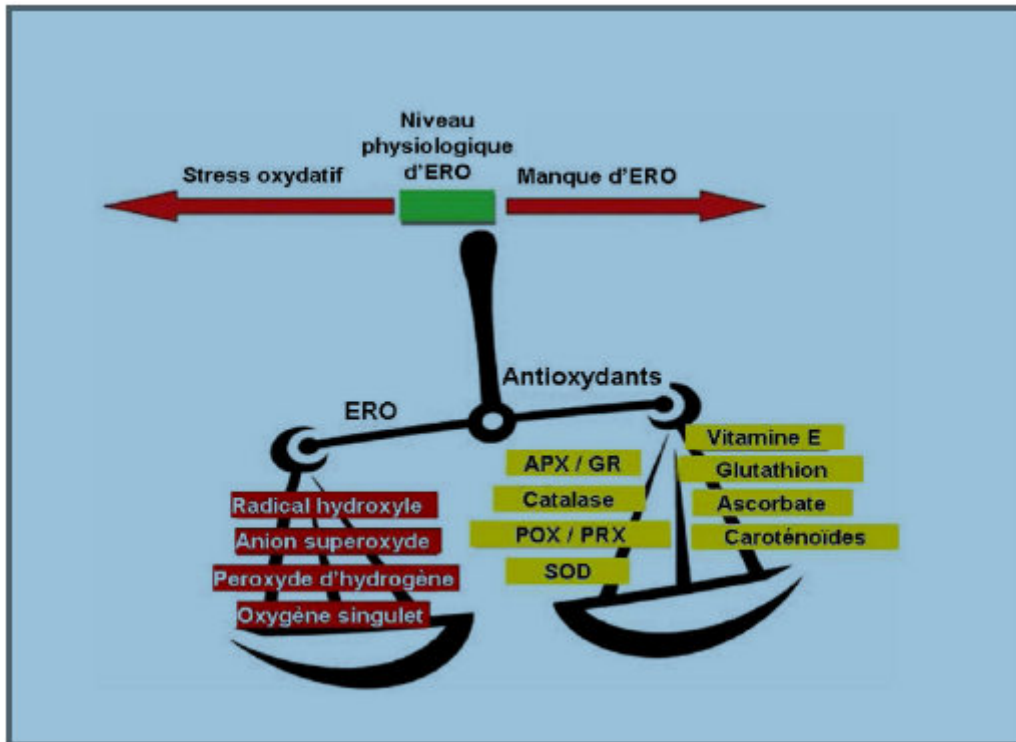 Niveau
physiologique
d'ERO
Stress oxydatif
Manque d'ERO
Antioxydants
ERO
Vitamine E
APX / GR
Glutathion
Catalase
Ascorbate
POX / PRX
Caroténoïdes
SOD
Radical hydroxyle
Anion superoxyde
Peroxyde d'hydrogène
Oxygène singulet